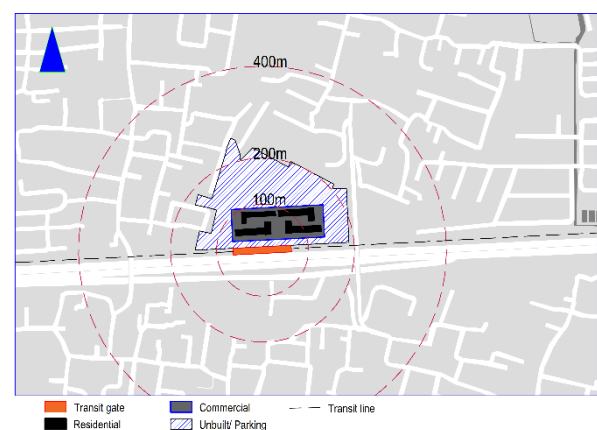 400m
200m
100m
Transit gate
Commercial
Transit line
Residential
Unbuilt/ Parking